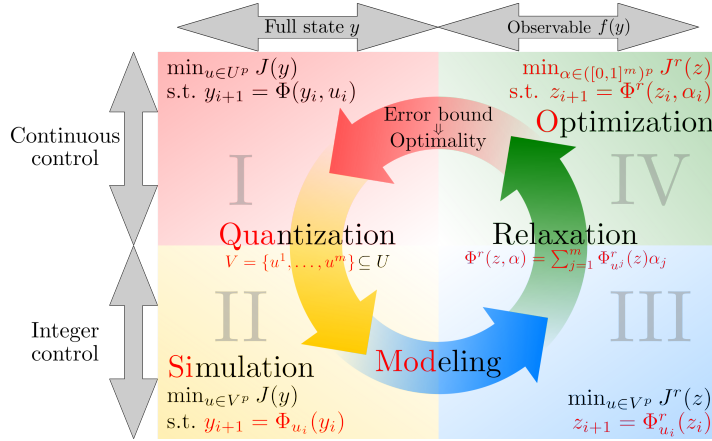 Full state y
Observable f(y)
Continuous
control
Integer
control
min_{u∈U^p} J(y)
s.t. y_{i+1} = Φ(y_i, u_i)
I
min_{α∈([0,1]^m)^p} J^r(z)
s.t. z_{i+1} = Φ^r(z_i, α_i)
Optimization
IV
Error bound
⇓
Optimality
Quantization
V = {u^1, . . . , u^m} ⊆ U
Relaxation
Φ^r(z, α) = ∑_{j=1}^m Φ^r_{u^j}(z)α_j
II
Simulation
min_{u∈V^p} J(y)
s.t. y_{i+1} = Φ_{u_i}(y_i)
Modeling
III
min_{u∈V^p} J^r(z)
z_{i+1} = Φ^r_{u_i}(z_i)